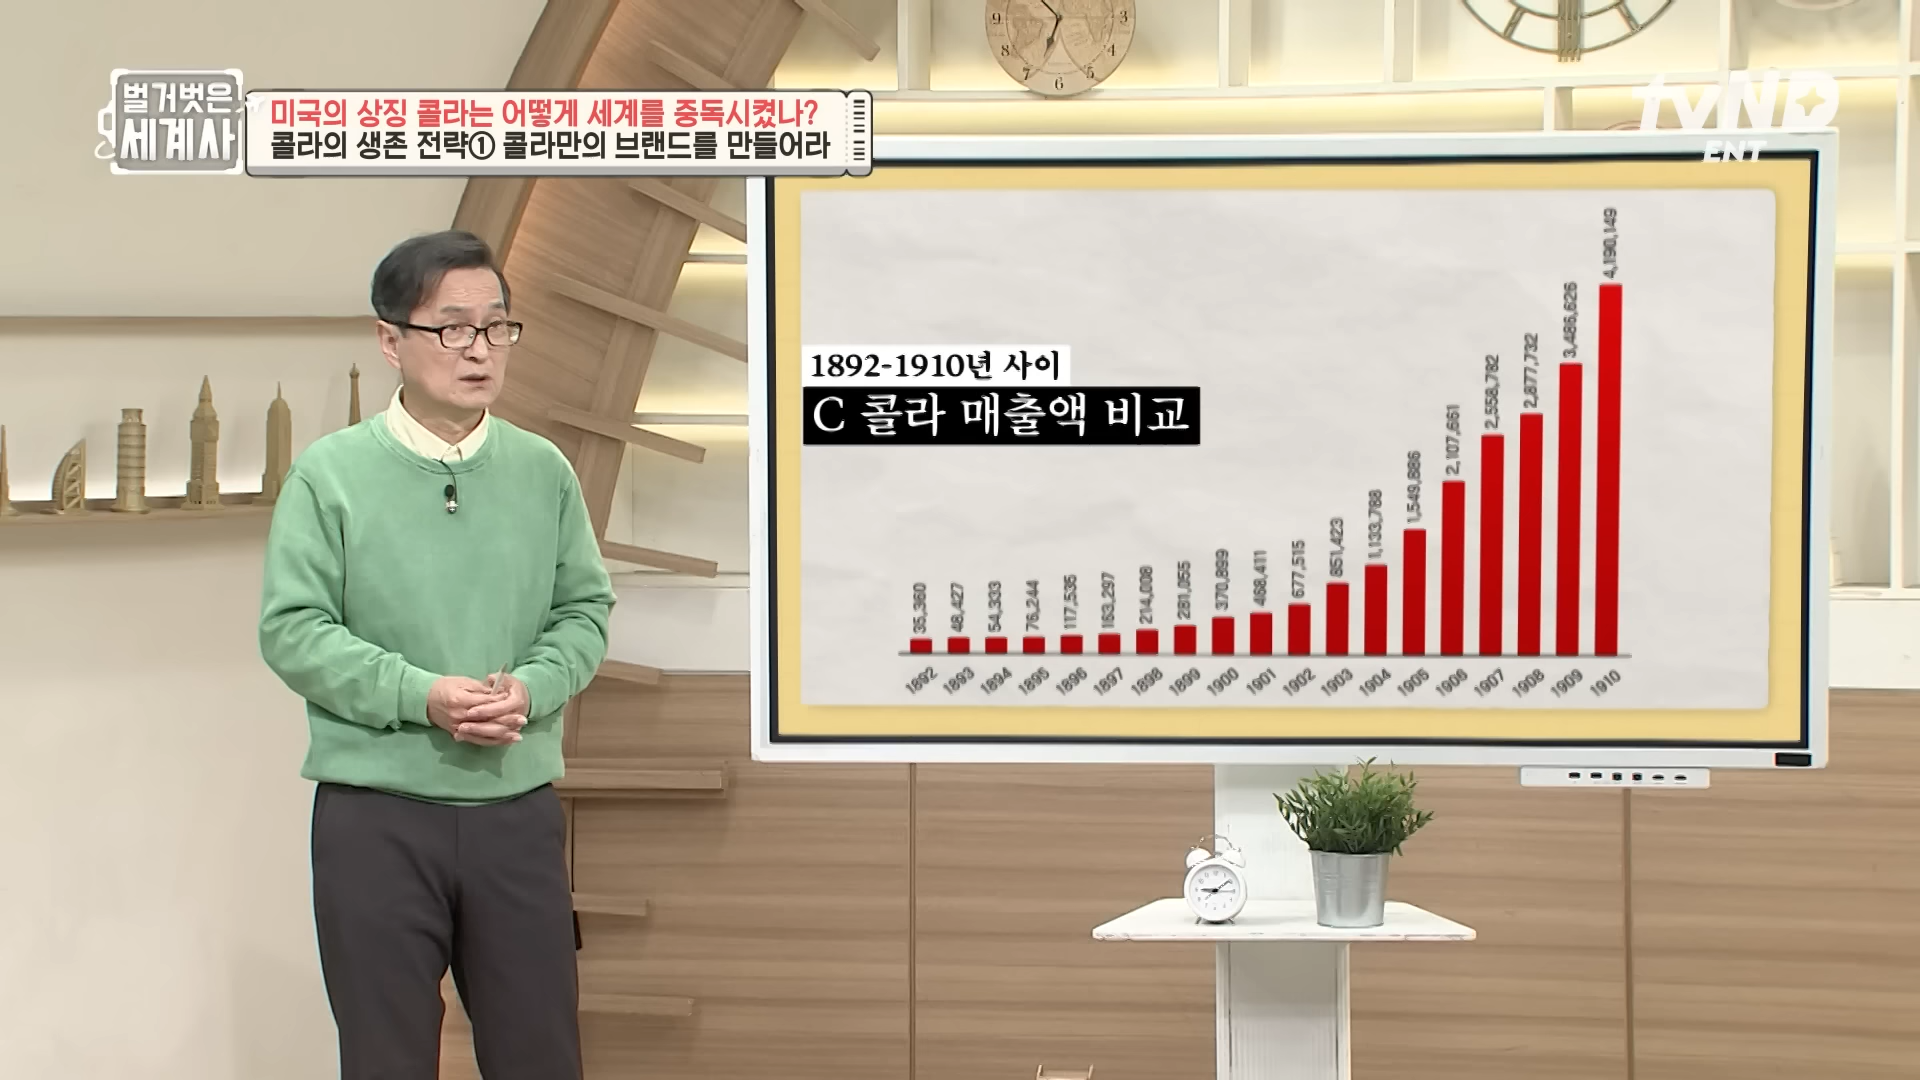 벌거벗은
세계사
미국의 상징 콜라는 어떻게 세계를 중독시켰나?
콜라의 생존 전략① 콜라만의 브랜드를 만들어라
tvND
ENT
1892-1910년 사이
C 콜라 매출액 비교
35,360
48,427
54,333
76,244
117,535
163,297
214,008
281,055
370,899
468,411
677,515
851,423
1,133,788
1,549,886
2,107,661
2,558,782
2,877,732
3,486,626
4,190,149
1892 1893 1894 1895 1896 1897 1898 1899 1900 1901 1902 1903 1904 1905 1906 1907 1908 1909 1910